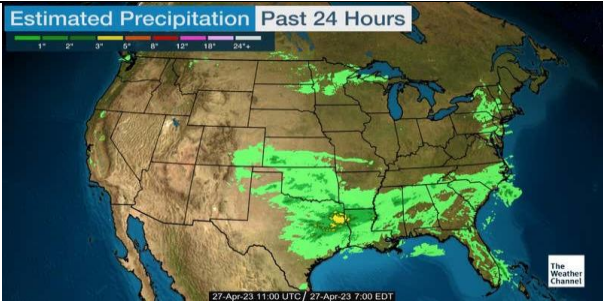 Estimated Precipitation Past 24 Hours
1" 2" 3" 5" 8" 12" 18" 24"+
The
Weather
Channel
27-Apr-23 11:00 UTC / 27-Apr-23 7:00 EDT